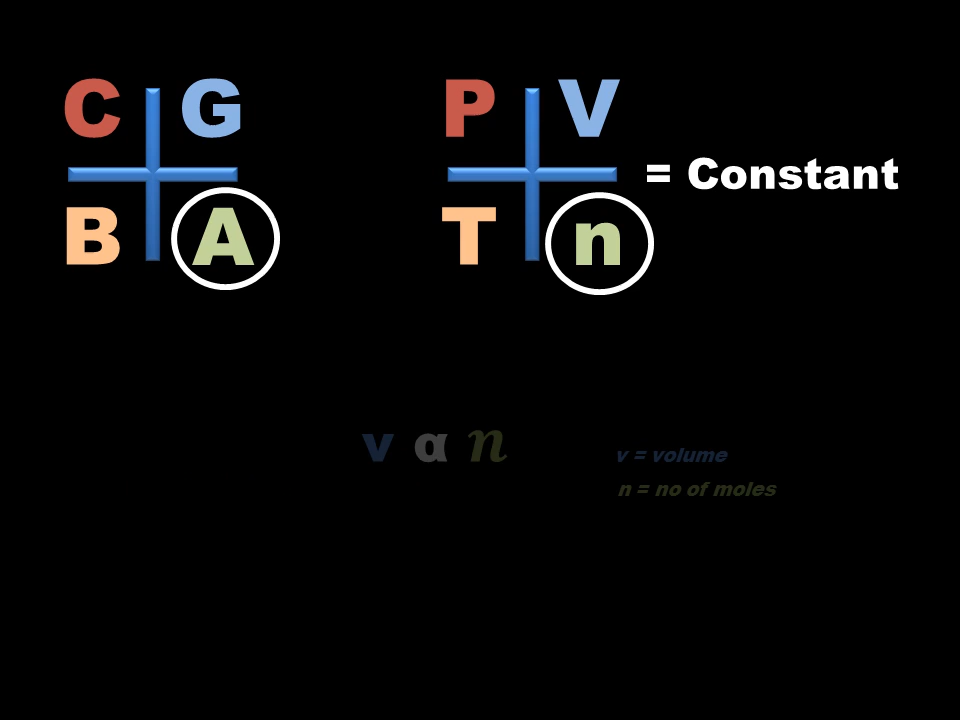 C G P V
= Constant
B A T n
v α n v = volume
n = no of moles